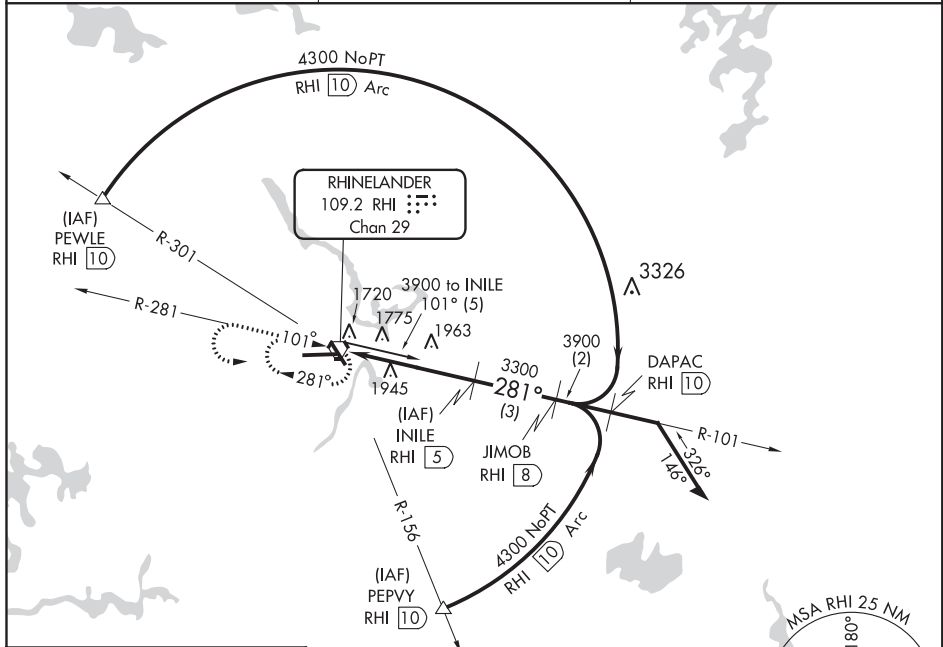 4300 NoPT
RHI 10 Arc
RHINELANDER
109.2 RHI
Chan 29
(IAF)
PEWLE
RHI 10
R-301
R-281
101°
281°
1720
1775
1963
1945
3900 to INILE
101° (5)
3326
3900
(2)
3300
281°
(3)
DAPAC
RHI 10
(IAF)
INILE
RHI 5
JIMOB
RHI 8
R-101
326°
146°
R-156
4300 NoPT
RHI 10 Arc
(IAF)
PEPVY
RHI 10
MSA RHI 25 NM
180°